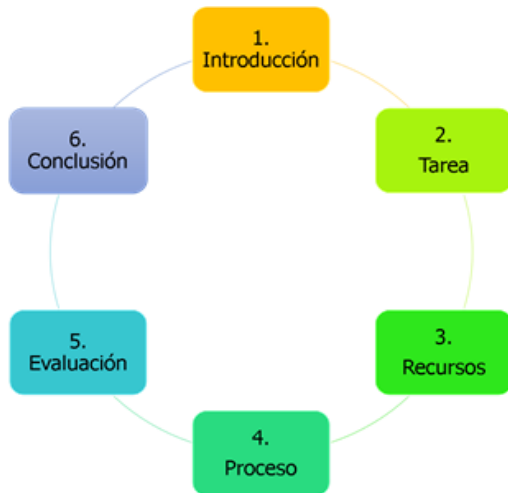 1.
Introducción
2.
Tarea
3.
Recursos
4.
Proceso
5.
Evaluación
6.
Conclusión